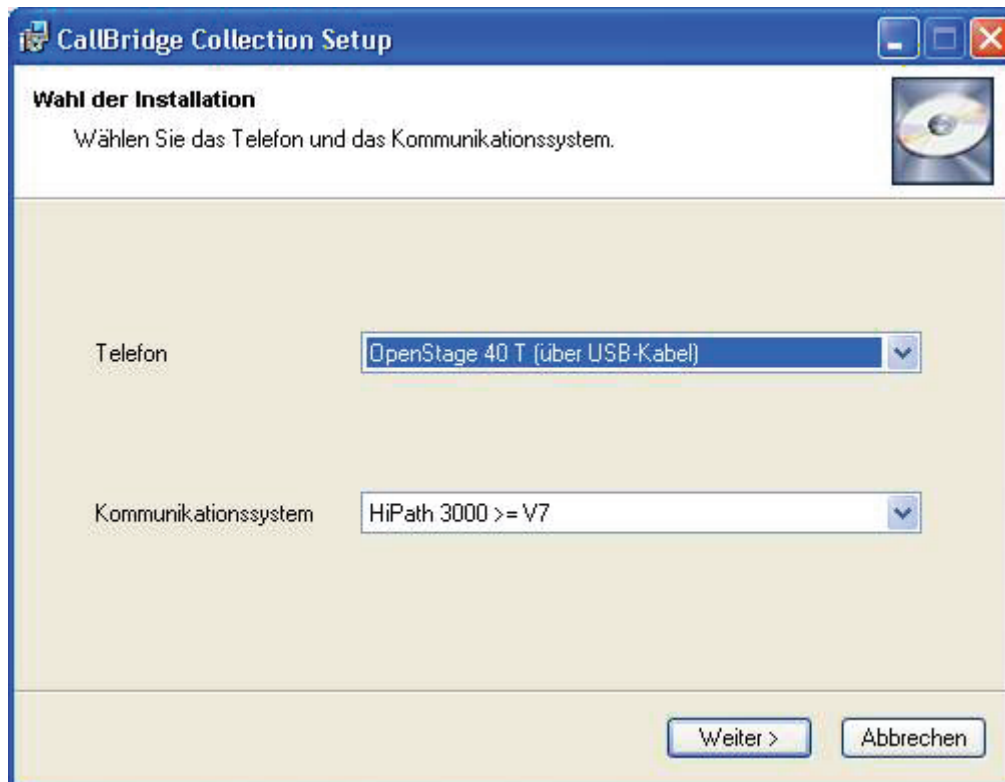 CallBridge Collection Setup
Wahl der Installation
Wählen Sie das Telefon und das Kommunikationssystem.
Telefon
OpenStage 40 T (über USB-Kabel)
Kommunikationssystem
HiPath 3000 >= V7
Weiter >
Abbrechen